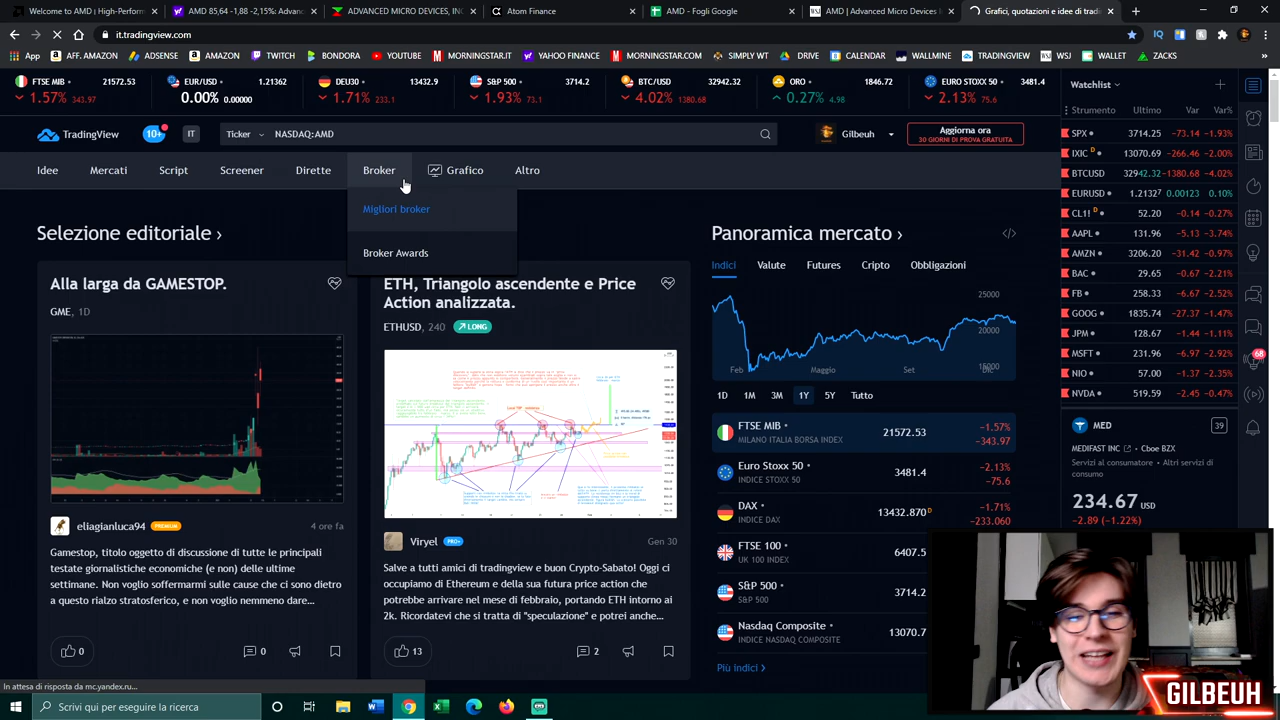 Welcome to AMD | High-Perform
AMD 85,64 -1,88 -2,15%: Advanc
ADVANCED MICRO DEVICES, INC
Atom Finance
AMD - Fogli Google
AMD | Advanced Micro Devices,
it.tradingview.com
App
AFF. AMAZON
ADSENSE
AMAZON
TWITCH
BONDORA
YOUTUBE
MORNINGSTAR.IT
YAHOO FINANCE
MORNINGSTAR.COM
SIMPLY WT
DRIVE
CALENDAR
WALLMINE
TRADINGVIEW
WSJ
WALLET
ZACKS
FTSE MIB 21572.53
1.57% 343.97
EUR/USD 1.21362
0.00% 0.00000
DEU30 13432.9
1.71% 233.1
S&P 500 3714.2
1.93% 73.1
BTC/USD 32942.32
4.02% 1380.68
ORO 1846.72
0.27% 4.98
EURO STOXX 50 3481.4
2.13% 75.6
TradingView
10+
IT
Ticker
NASDAQ:AMD
Gilbeuh
Aggiorna ora
30 GIORNI DI PROVA GRATUITA
Idee
Mercati
Script
Screener
Dirette
Broker
Grafico
Altro
Migliori broker
Broker Awards
Selezione editoriale ›
Alla larga da GAMESTOP.
GME, 1D
eliagianluca94 PREMIUM
4 ore fa
Gamestop, titolo oggetto di discussione di tutte le principali
testate giornalistiche economiche (e non) delle ultime
settimane. Non voglio soffermarmi sulle cause che ci sono dietro
a questo rialzo stratosferico, e non voglio nemmeno dar...
0
0
ETH, Triangolo Ascendente e Price
Action analizzata.
ETHUSD, 240
LONG
Viryel PRO+
Gen 30
Salve a tutti amici di tradingview e buon Crypto-Sabato! Oggi ci
occupiamo di Ethereum e della sua futura price action che
potrebbe arrivare nel mese di febbraio, portando ETH intorno ai
2k! Ricordatevi che si tratta di "speculazione" e potrei anche...
13
2
Panoramica mercato ›
Indici
Valute
Futures
Cripto
Obbligazioni
25000
20000
15000
Feb
Maggio
1D
1M
3M
1Y
5Y
FTSE MIB
MILANO ITALIA BORSA INDEX
21572.53
−1.57%
−343.97
Euro Stoxx 50
INDICE STOXX 50
3481.4
−2.13%
−75.6
DAX
INDICE DAX
13432.870 D
−1.71%
−233.060
FTSE 100
UK 100 INDEX
6407.5
S&P 500
S&P 500
3714.2
Nasdaq Composite
INDICE NASDAQ COMPOSITE
13070.7
Più indici ›
Watchlist
Strumento Ultimo Var Var%
SPX 3714.25 −73.14 −1.93%
IXIC D 13070.69 −266.46 −2.00%
BTCUSD 32942.32 −1380.68 −4.02%
EURUSD 1.21327 0.00123 0.10%
CL1! D 52.20 −0.14 −0.27%
AAPL 131.96 −5.13 −3.74%
AMZN 3206.20 −31.42 −0.97%
BAC 29.65 −0.67 −2.21%
FB 258.33 −6.67 −2.52%
GOOG 1835.74 −27.37 −1.47%
JPM 128.67 −1.44 −1.11%
MSFT 231.96 −6.97 −2.92%
NIO 57.00 −1.37 −2.35%
NVDA 519.59 −2.45 −0.47%
68
MED
39
MEDIFAST INC Cboe BZX
Servizi al consumatore • Altri servizi di
consumo
234.67 USD
−2.89 (−1.22%)
GILBEUH
In attesa di risposta da mc.yandex.ru...
Scrivi qui per eseguire la ricerca